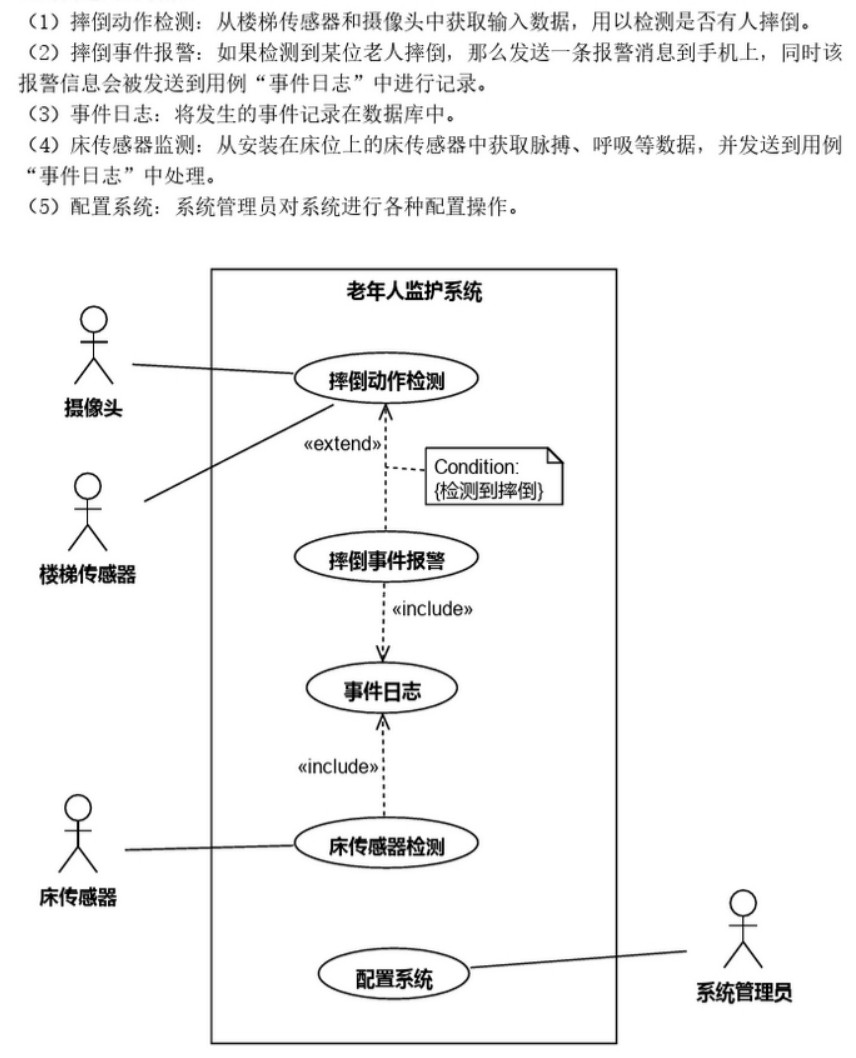 （1）摔倒动作检测：从楼梯传感器和摄像头中获取输入数据，用以检测是否有人摔倒。
（2）摔倒事件报警：如果检测到某位老人摔倒，那么发送一条报警消息到手机上，同时该
报警信息会被发送到用例“事件日志”中进行记录。
（3）事件日志：将发生的事件记录在数据库中。
（4）床传感器监测：从安装在床位上的床传感器中获取脉搏、呼吸等数据，并发送到用例
“事件日志”中处理。
（5）配置系统：系统管理员对系统进行各种配置操作。
老年人监护系统
摔倒动作检测
摄像头
«extend»
Condition:
{检测到摔倒}
摔倒事件报警
楼梯传感器
«include»
事件日志
«include»
床传感器检测
床传感器
配置系统
系统管理员